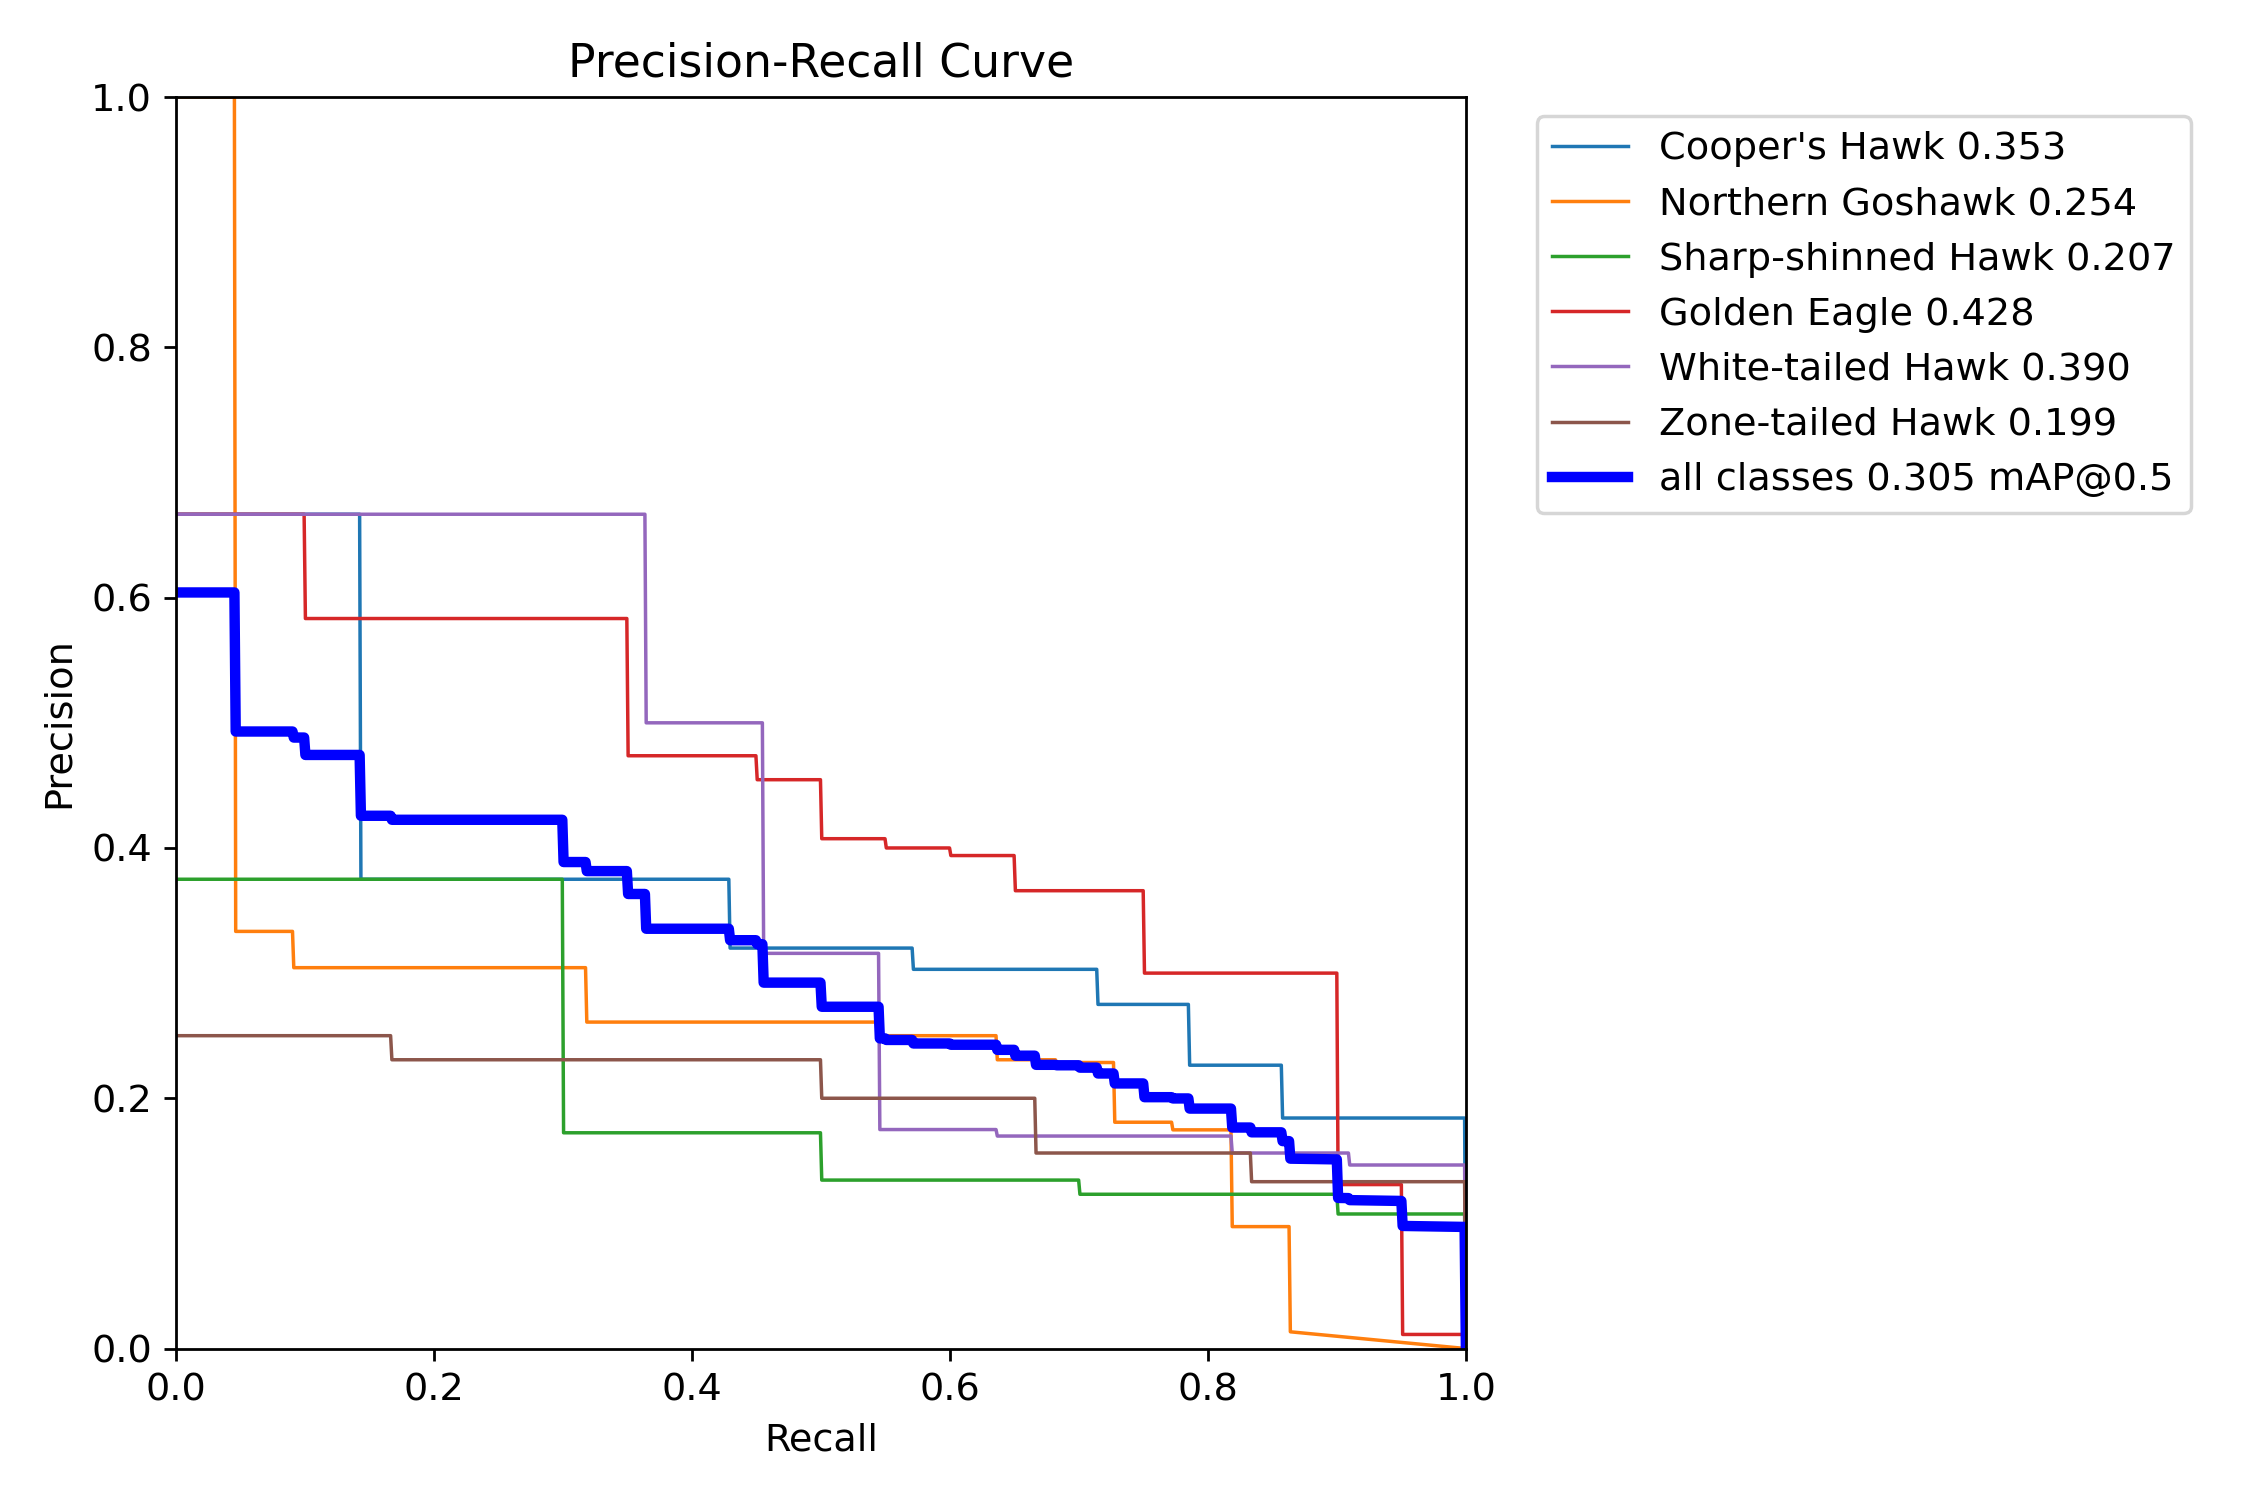 Precision-Recall Curve
1.0
0.8
0.6
0.4
0.2
0.0
Precision
0.0 0.2 0.4 0.6 0.8 1.0
Recall
Cooper's Hawk 0.353
Northern Goshawk 0.254
Sharp-shinned Hawk 0.207
Golden Eagle 0.428
White-tailed Hawk 0.390
Zone-tailed Hawk 0.199
all classes 0.305 mAP@0.5